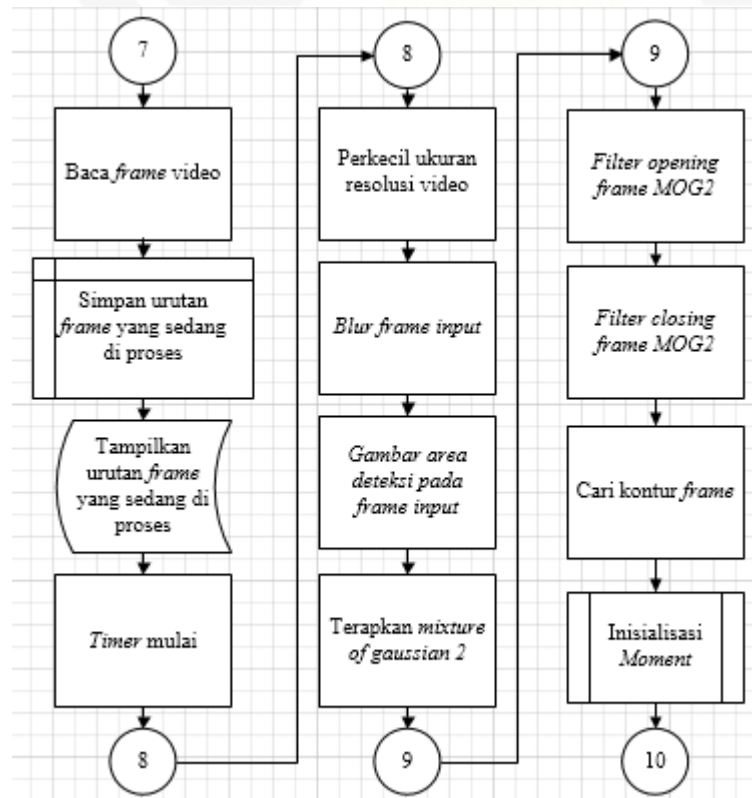 7
Baca frame video
Simpan urutan
frame yang sedang
di proses
Tampilkan
urutan frame
yang sedang di
proses
Timer mulai
8
8
Perkecil ukuran
resolusi video
Blur frame input
Gambar area
deteksi pada
frame input
Terapkan mixture
of gaussian 2
9
9
Filter opening
frame MOG2
Filter closing
frame MOG2
Cari kontur frame
Inisialisasi
Moment
10